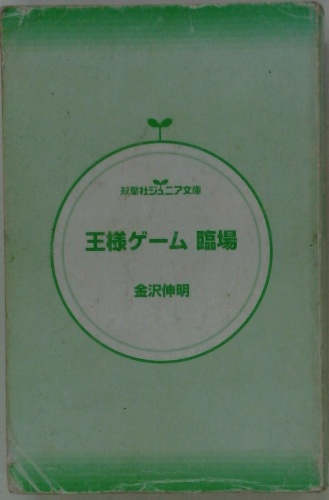 双葉社ジュニア文庫
王様ゲーム 臨場
金沢伸明